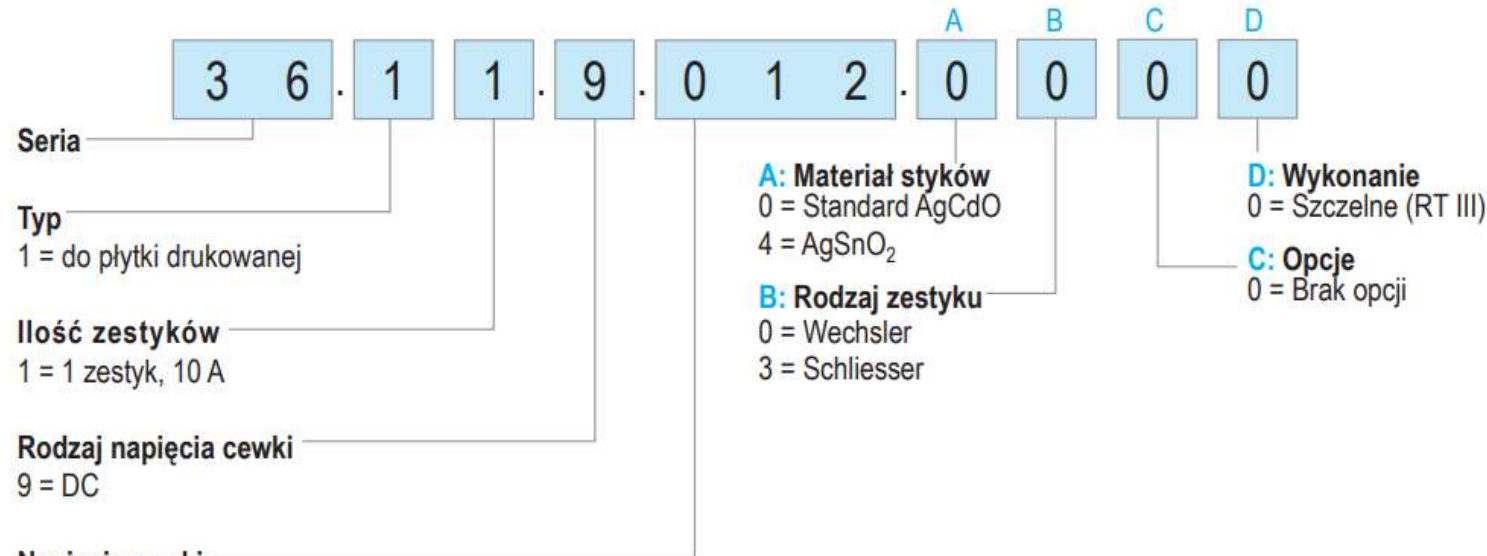 A B C D
3 6 . 1 1 . 9 . 0 1 2 . 0 0 0 0
Seria
Typ
1 = do płytki drukowanej
Ilość zestyków
1 = 1 zestyk, 10 A
Rodzaj napięcia cewki
9 = DC
A: Materiał styków
0 = Standard AgCdO
4 = AgSnO₂
B: Rodzaj zestyku
0 = Wechsler
3 = Schliesser
D: Wykonanie
0 = Szczelne (RT III)
C: Opcje
0 = Brak opcji